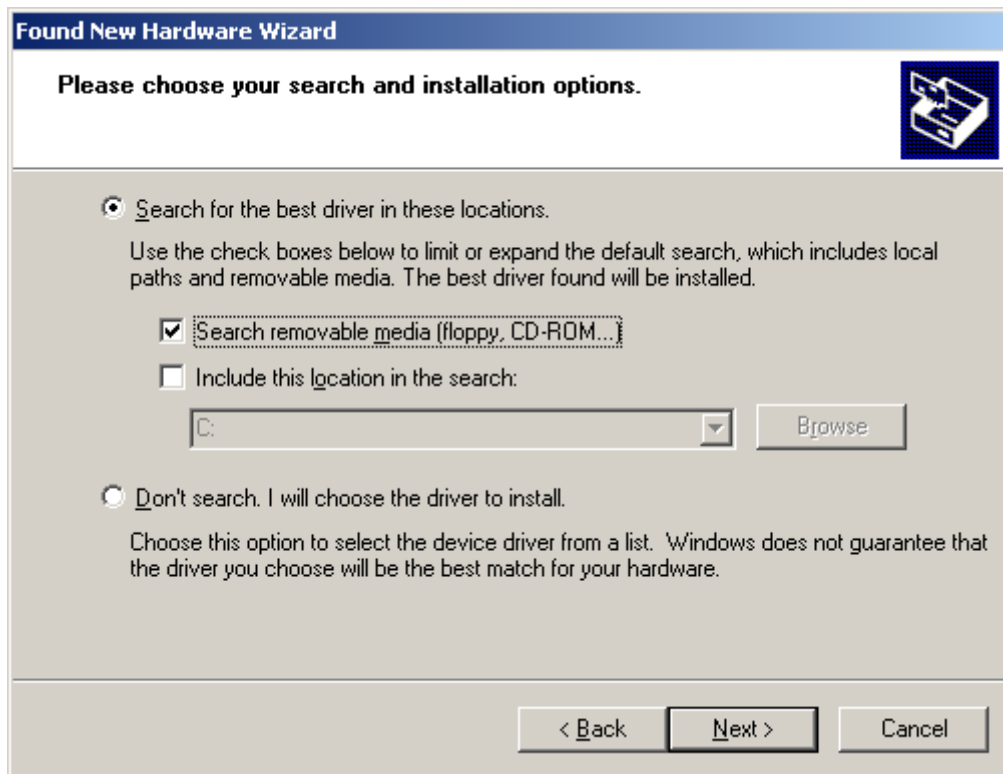 Found New Hardware Wizard
Please choose your search and installation options.
Search for the best driver in these locations.
Use the check boxes below to limit or expand the default search, which includes local
paths and removable media. The best driver found will be installed.
Search removable media (floppy, CD-ROM...)
Include this location in the search:
C:
Browse
Don't search. I will choose the driver to install.
Choose this option to select the device driver from a list.  Windows does not guarantee that
the driver you choose will be the best match for your hardware.
< Back
Next >
Cancel